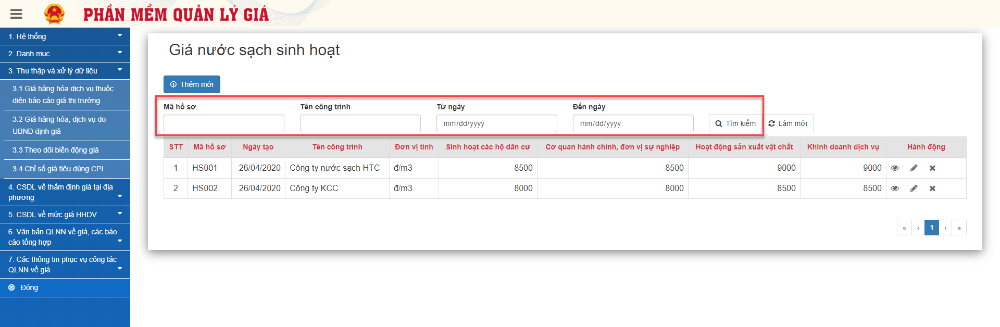 PHẦN MỀM QUẢN LÝ GIÁ
1. Hệ thống
2. Danh mục
3. Thu thập và xử lý dữ liệu
3.1 Giá hàng hóa dịch vụ thuộc
diện báo cáo giá thị trường
3.2 Giá hàng hóa, dịch vụ do
UBND định giá
3.3 Theo dõi biến động giá
3.4 Chỉ số giá tiêu dùng CPI
4. CSDL về thẩm định giá tại địa
phương
5. CSDL về mức giá HHDV
6. Văn bản QLNN về giá, các báo
cáo tổng hợp
7. Các thông tin phục vụ công tác
QLNN về giá
Đóng
Giá nước sạch sinh hoạt
Thêm mới
Mã hồ sơ Tên công trình Từ ngày Đến ngày
mm/dd/yyyy mm/dd/yyyy Tìm kiếm Làm mới
STT Mã hồ sơ Ngày tạo Tên công trình Đơn vị tính Sinh hoạt các hộ dân cư Cơ quan hành chính, đơn vị sự nghiệp Hoạt động sản xuất vật chất Khinh doanh dịch vụ Hành động
1 HS001 26/04/2020 Công ty nước sạch HTC đ/m3 8500 8500 9000 9000
2 HS002 26/04/2020 Công ty KCC đ/m3 8000 8000 8500 8500
« ‹ 1 › »